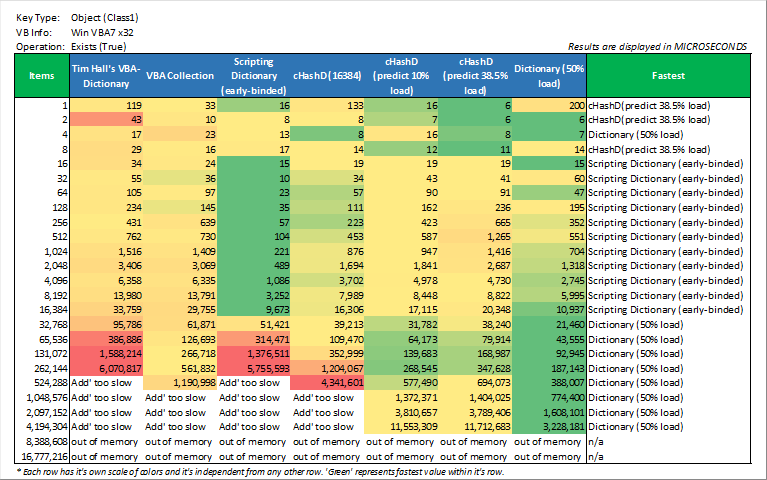 Key Type: Object (Class1)
VB Info: Win VBA7 x32
Operation: Exists (True)
Results are displayed in MICROSECONDS
Items Tim Hall's VBA-Dictionary VBA Collection Scripting Dictionary (early-binded) cHashD(16384) cHashD (predict 10% load) cHashD (predict 38.5% load) Dictionary (50% load) Fastest
1 119 33 16 133 16 6 200 cHashD(predict 38.5% load)
2 43 10 8 8 7 6 6 cHashD(predict 38.5% load)
4 17 23 13 8 16 8 7 Dictionary (50% load)
8 29 16 17 14 12 11 14 cHashD(predict 38.5% load)
16 34 24 15 19 19 19 15 Scripting Dictionary (early-binded)
32 55 36 10 34 43 41 60 Scripting Dictionary (early-binded)
64 105 97 23 57 90 91 47 Scripting Dictionary (early-binded)
128 234 145 35 111 162 236 195 Scripting Dictionary (early-binded)
256 431 639 57 223 423 665 352 Scripting Dictionary (early-binded)
512 762 730 104 453 587 1,265 551 Scripting Dictionary (early-binded)
1,024 1,516 1,409 221 876 947 1,416 704 Scripting Dictionary (early-binded)
2,048 3,406 3,069 489 1,694 1,841 2,687 1,318 Scripting Dictionary (early-binded)
4,096 6,358 6,335 1,086 3,702 4,978 4,730 2,745 Scripting Dictionary (early-binded)
8,192 13,980 13,791 3,252 7,989 8,448 8,822 5,995 Scripting Dictionary (early-binded)
16,384 33,759 29,755 9,673 16,306 17,115 20,348 10,937 Scripting Dictionary (early-binded)
32,768 95,786 61,871 51,421 39,213 31,782 38,240 21,460 Dictionary (50% load)
65,536 386,886 126,693 314,471 109,470 64,173 79,914 43,555 Dictionary (50% load)
131,072 1,588,214 266,718 1,376,511 352,999 139,683 168,987 92,945 Dictionary (50% load)
262,144 6,070,817 561,832 5,755,593 1,204,067 268,545 347,628 187,143 Dictionary (50% load)
524,288 Add' too slow 1,190,998 Add' too slow 4,341,601 577,490 694,073 388,007 Dictionary (50% load)
1,048,576 Add' too slow Add' too slow Add' too slow Add' too slow 1,372,371 1,404,025 774,400 Dictionary (50% load)
2,097,152 Add' too slow Add' too slow Add' too slow Add' too slow 3,810,657 3,789,406 1,608,101 Dictionary (50% load)
4,194,304 Add' too slow Add' too slow Add' too slow Add' too slow 11,553,309 11,712,683 3,228,181 Dictionary (50% load)
8,388,608 out of memory out of memory out of memory out of memory out of memory out of memory out of memory n/a
16,777,216 out of memory out of memory out of memory out of memory out of memory out of memory out of memory n/a
* Each row has it's own scale of colors and it's independent from any other row. 'Green' represents fastest value within it's row.